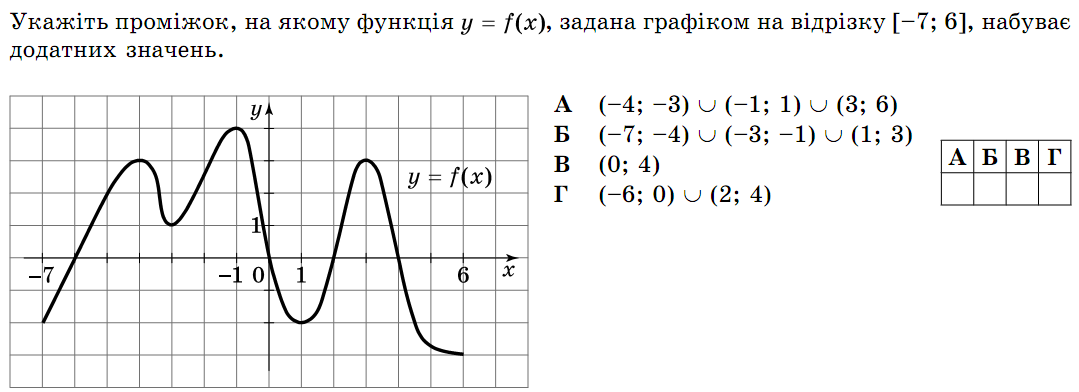 Укажіть проміжок, на якому функція y = f(x), задана графіком на відрізку [−7; 6], набуває
додатних значень.
А (−4; −3) ∪ (−1; 1) ∪ (3; 6)
Б (−7; −4) ∪ (−3; −1) ∪ (1; 3)
В (0; 4)
Г (−6; 0) ∪ (2; 4)
А Б В Г
y
y = f(x)
1
−7 −1 0 1 6 x